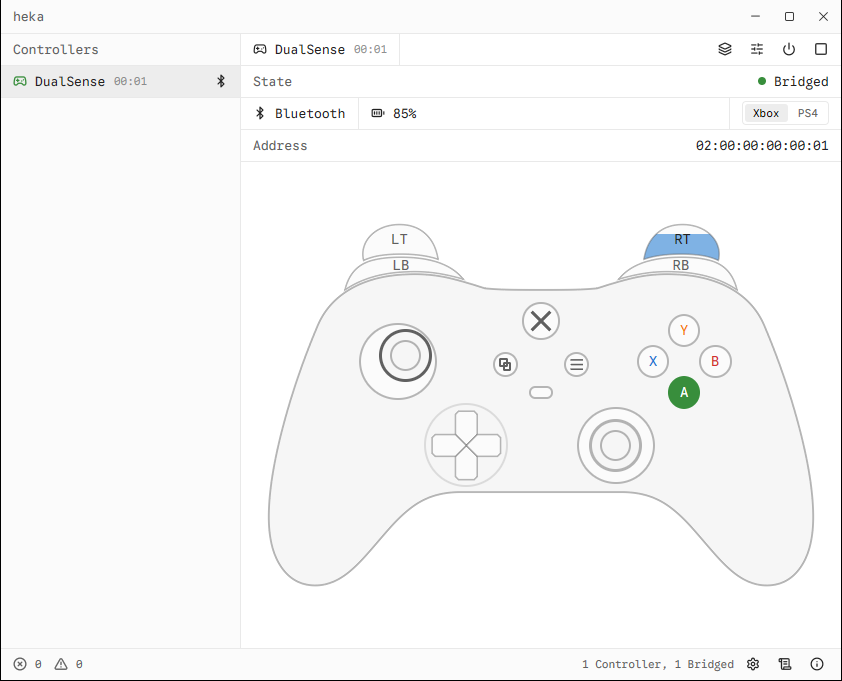 heka
Controllers
DualSense 00:01
DualSense 00:01
State
Bridged
Bluetooth
85%
Xbox PS4
Address
02:00:00:00:00:01
LT
RT
LB
RB
Y
X
B
A
0
0
1 Controller, 1 Bridged